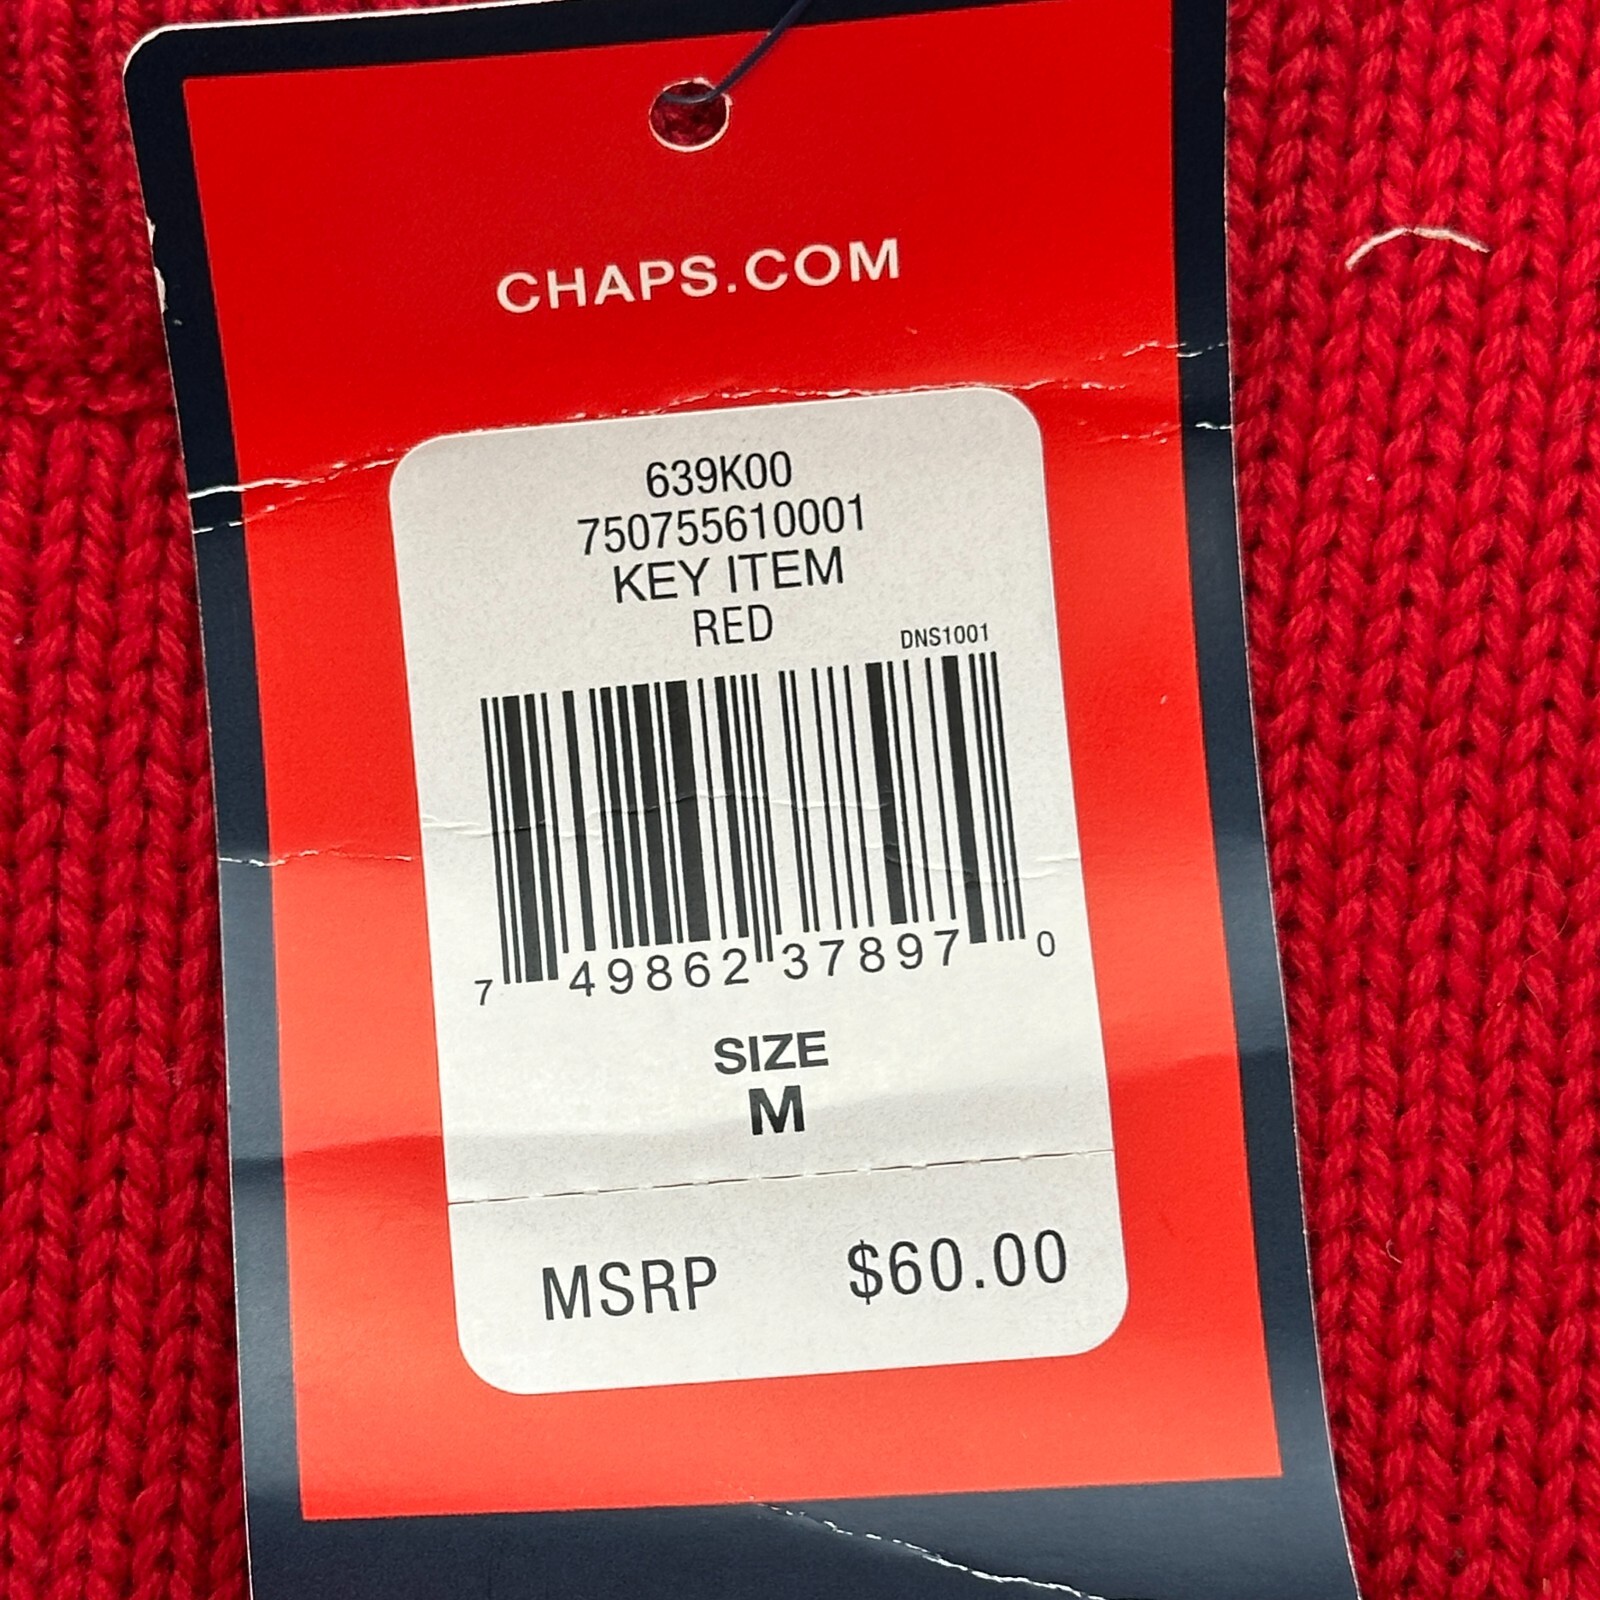 CHAPS.COM
639K00
750755610001
KEY ITEM
RED
DNS1001
7 49862 37897 0
SIZE
M
MSRP $60.00